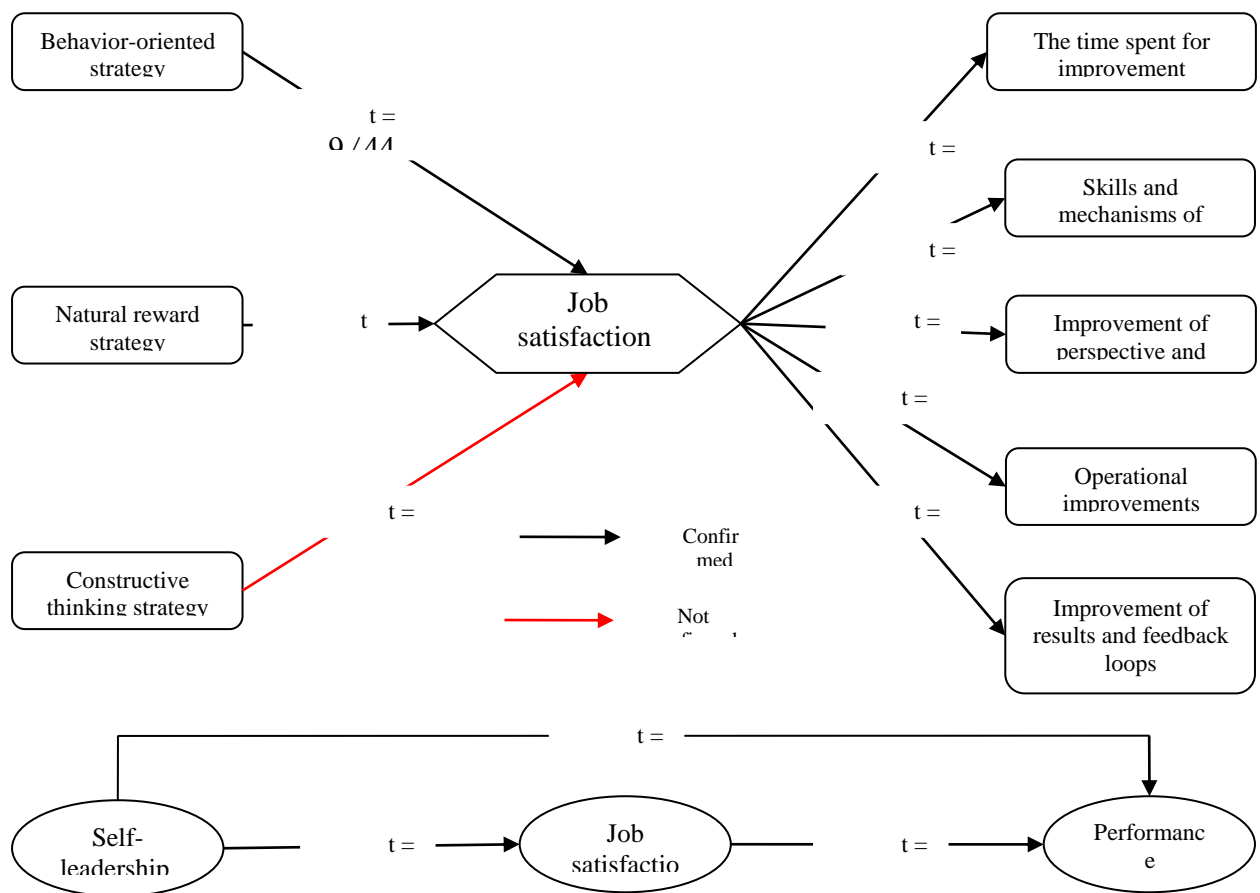 Behavior-oriented
strategy
The time spent for
improvement
t =
9 / 44
t =
Skills and
mechanisms of
t =
Natural reward
strategy
t
Job
satisfaction
t =
Improvement of
perspective and
t =
Operational
improvements
t =
t =
Confir
med
Constructive
thinking strategy
Not
Improvement of
results and feedback
loops
t =
Self-
leadership
t =
Job
satisfactio
t =
Performanc
e